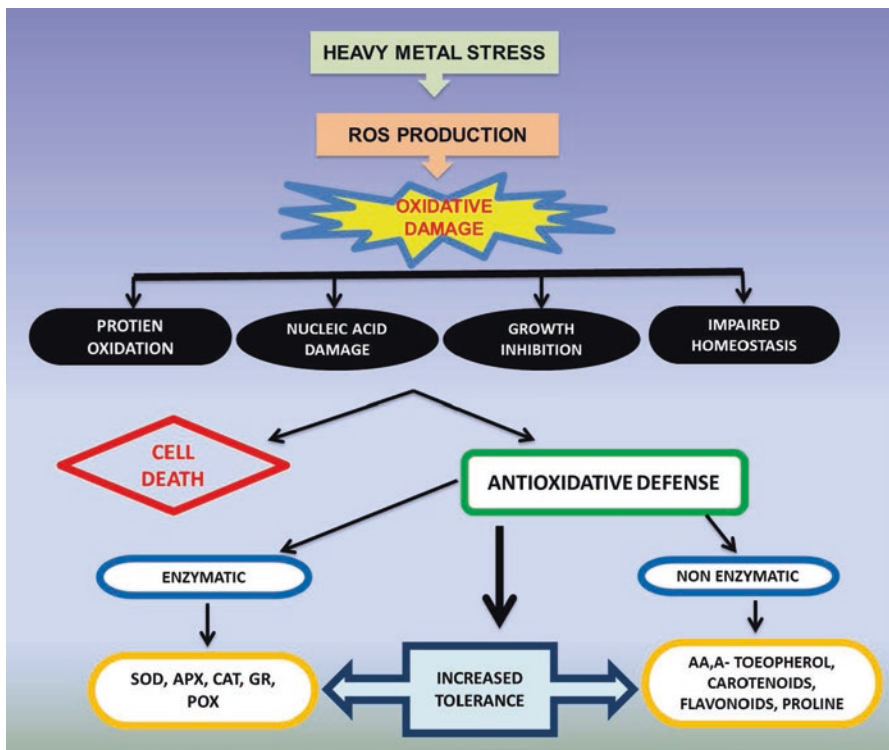 HEAVY METAL STRESS
ROS PRODUCTION
OXIDATIVE
DAMAGE
PROTIEN
OXIDATION
NUCLEIC ACID
DAMAGE
GROWTH
INHIBITION
IMPAIRED
HOMEOSTASIS
CELL
DEATH
ANTIOXIDATIVE DEFENSE
ENZYMATIC
NON ENZYMATIC
SOD, APX, CAT, GR,
POX
INCREASED
TOLERANCE
AA,A- TOEOPHEROL,
CAROTENOIDS,
FLAVONOIDS, PROLINE